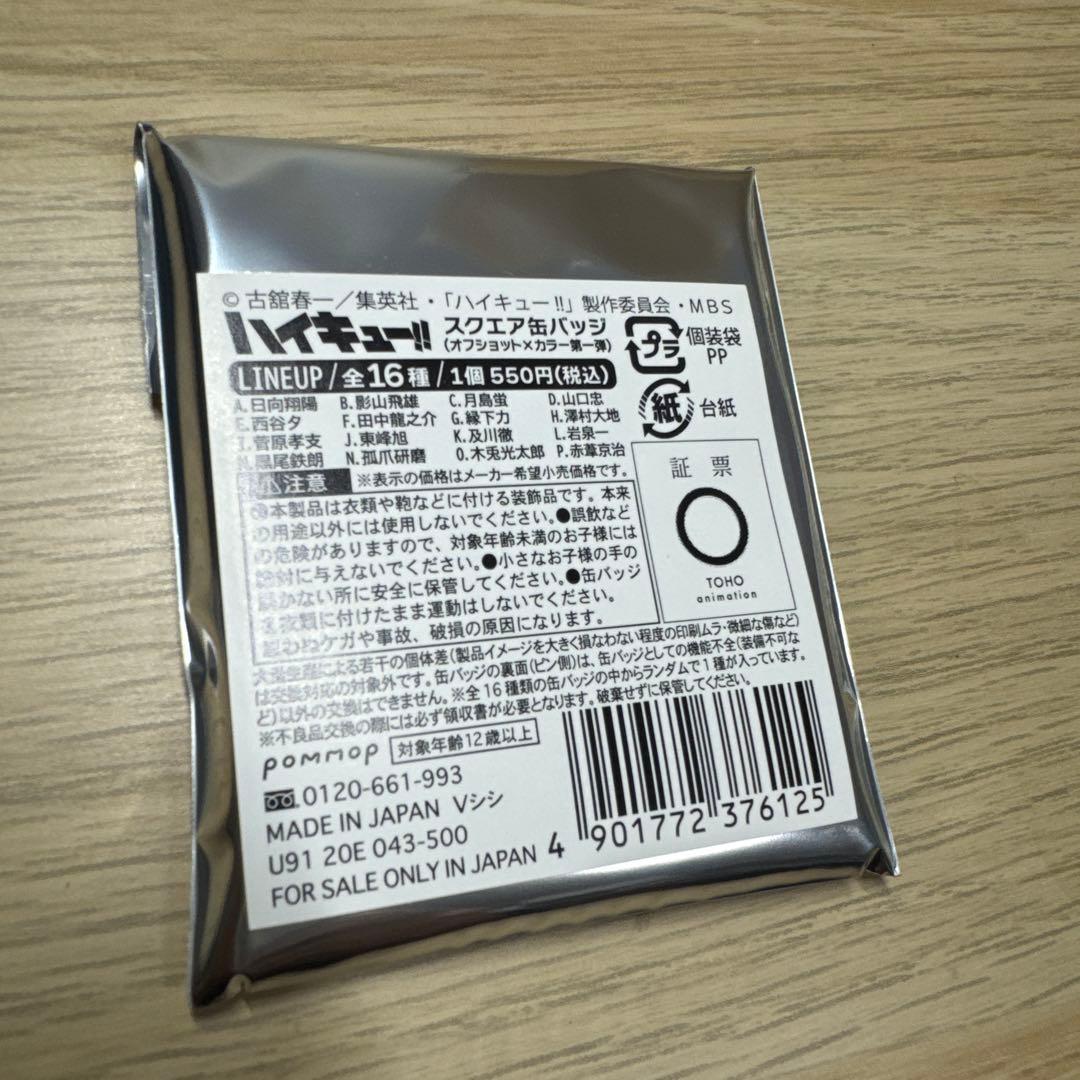 © 古舘春一／集英社・「ハイキュー!!」製作委員会・MBS
ハイキュー!!
スクエア缶バッジ
(オフショット×カラー第一弾)
LINEUP / 全16種 / 1個 550円(税込)
A.日向翔陽 B.影山飛雄 C.月島蛍 D.山口忠
E.西谷夕 F.田中龍之介 G.縁下力 H.澤村大地
I.菅原孝支 J.東峰旭 K.及川徹 L.岩泉一
黒尾鉄朗 N.孤爪研磨 O.木兎光太郎 P.赤葦京治
注意 ※表示の価格はメーカー希望小売価格です。
本製品は衣類や鞄などに付ける装飾品です。本来
の用途以外には使用しないでください。●誤飲など
の危険がありますので、対象年齢未満のお子様には
絶対に与えないでください。●小さなお子様の手の
届かない所に安全に保管してください。●缶バッジ
を衣類に付けたまま運動はしないでください。
思わぬケガや事故、破損の原因になります。
大量生産による若干の個体差(製品イメージを大きく損なわない程度の印刷ムラ・微細な傷など)
は交換対応の対象外です。缶バッジの裏面(ピン側)は、缶バッジとしての機能不全(装備不可な
ど)以外の交換はできません。※全16種類の缶バッジの中からランダムで1種が入っています。
※不良品交換の際には必ず領収書が必要となります。破棄せずに保管してください。
pommop 対象年齢12歳以上
0120-661-993
MADE IN JAPAN Vシシ
U91 20E 043-500
FOR SALE ONLY IN JAPAN
4 901772 376125
プラ
個装袋
PP
紙
台紙
証票
TOHO
animation